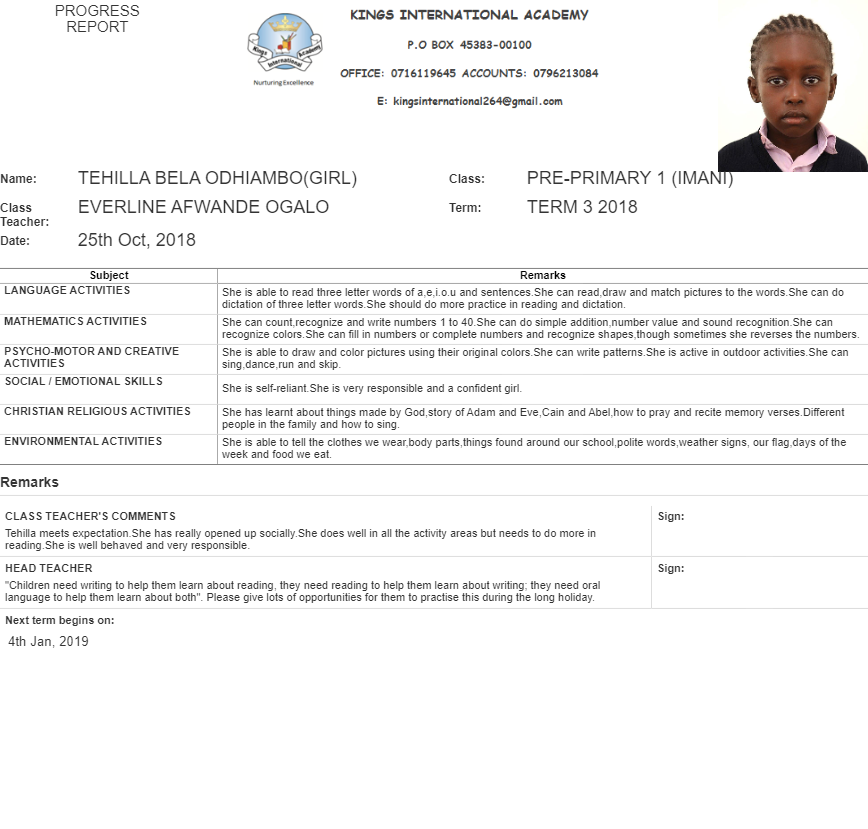 PROGRESS
REPORT
Kings International Academy
Nurturing Excellence
KINGS INTERNATIONAL ACADEMY
P.O BOX 45383-00100
OFFICE: 0716119645 ACCOUNTS: 0796213084
E: kingsinternational264@gmail.com
Name: TEHILLA BELA ODHIAMBO(GIRL) Class: PRE-PRIMARY 1 (IMANI)
Class Teacher: EVERLINE AFWANDE OGALO Term: TERM 3 2018
Date: 25th Oct, 2018
Subject Remarks
LANGUAGE ACTIVITIES
She is able to read three letter words of a,e,i.o.u and sentences.She can read,draw and match pictures to the words.She can do
dictation of three letter words.She should do more practice in reading and dictation.
MATHEMATICS ACTIVITIES
She can count,recognize and write numbers 1 to 40.She can do simple addition,number value and sound recognition.She can
recognize colors.She can fill in numbers or complete numbers and recognize shapes,though sometimes she reverses the numbers.
PSYCHO-MOTOR AND CREATIVE
ACTIVITIES
She is able to draw and color pictures using their original colors.She can write patterns.She is active in outdoor activities.She can
sing,dance,run and skip.
SOCIAL / EMOTIONAL SKILLS
She is self-reliant.She is very responsible and a confident girl.
CHRISTIAN RELIGIOUS ACTIVITIES
She has learnt about things made by God,story of Adam and Eve,Cain and Abel,how to pray and recite memory verses.Different
people in the family and how to sing.
ENVIRONMENTAL ACTIVITIES
She is able to tell the clothes we wear,body parts,things found around our school,polite words,weather signs, our flag,days of the
week and food we eat.
Remarks
CLASS TEACHER'S COMMENTS
Tehilla meets expectation.She has really opened up socially.She does well in all the activity areas but needs to do more in
reading.She is well behaved and very responsible.
Sign:
HEAD TEACHER
"Children need writing to help them learn about reading, they need reading to help them learn about writing; they need oral
language to help them learn about both". Please give lots of opportunities for them to practise this during the long holiday.
Sign:
Next term begins on:
4th Jan, 2019